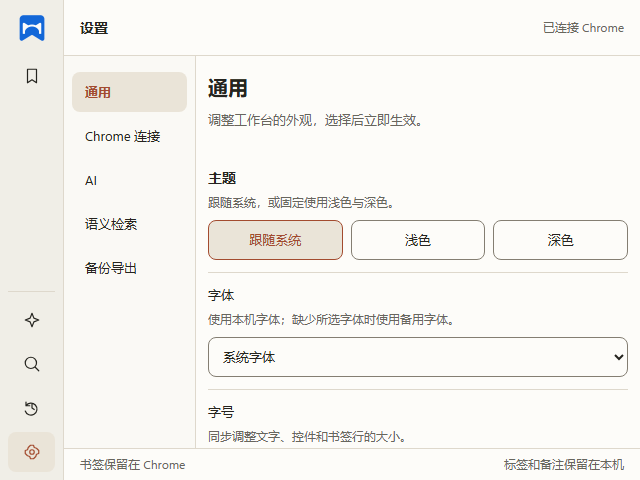 设置
已连接 Chrome
通用
Chrome 连接
AI
语义检索
备份导出
通用
调整工作台的外观，选择后立即生效。
主题
跟随系统，或固定使用浅色与深色。
跟随系统
浅色
深色
字体
使用本机字体；缺少所选字体时使用备用字体。
系统字体
字号
同步调整文字、控件和书签行的大小。
书签保留在 Chrome
标签和备注保留在本机